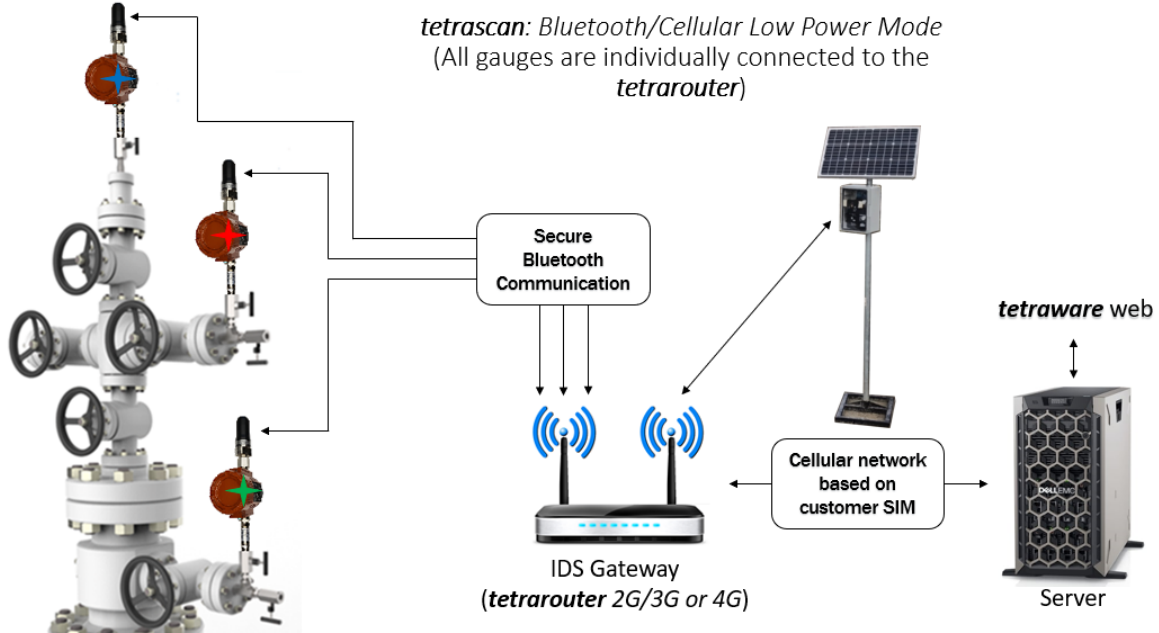 tetrascan: Bluetooth/Cellular Low Power Mode
(All gauges are individually connected to the
tetrarouter)
Secure
Bluetooth
Communication
tetraware web
Cellular network
based on
customer SIM
DELLEMC
IDS Gateway
(tetrarouter 2G/3G or 4G)
Server